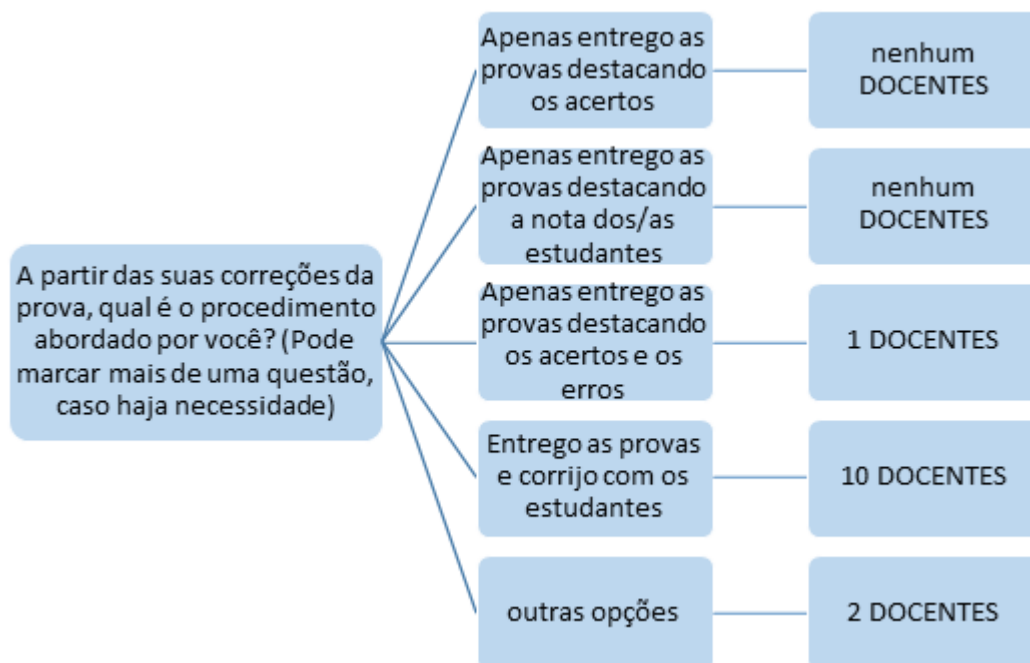 A partir das suas correções da
prova, qual é o procedimento
abordado por você? (Pode
marcar mais de uma questão,
caso haja necessidade)
Apenas entrego as
provas destacando
os acertos
nenhum
DOCENTES
Apenas entrego as
provas destacando
a nota dos/as
estudantes
nenhum
DOCENTES
Apenas entrego as
provas destacando
os acertos e os
erros
1 DOCENTES
Entrego as provas
e corrijo com os
estudantes
10 DOCENTES
outras opções
2 DOCENTES